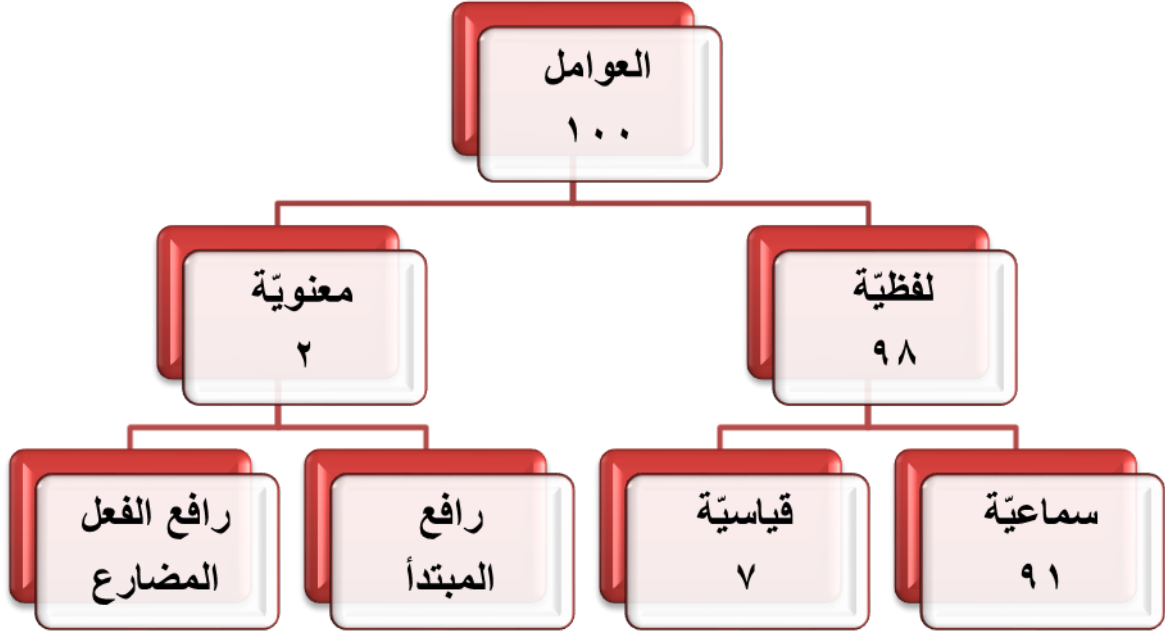 العوامل
١٠٠
لفظيّة
٩٨
معنويّة
٢
سماعيّة
٩١
قياسيّة
٧
رافع
المبتدأ
رافع الفعل
المضارع